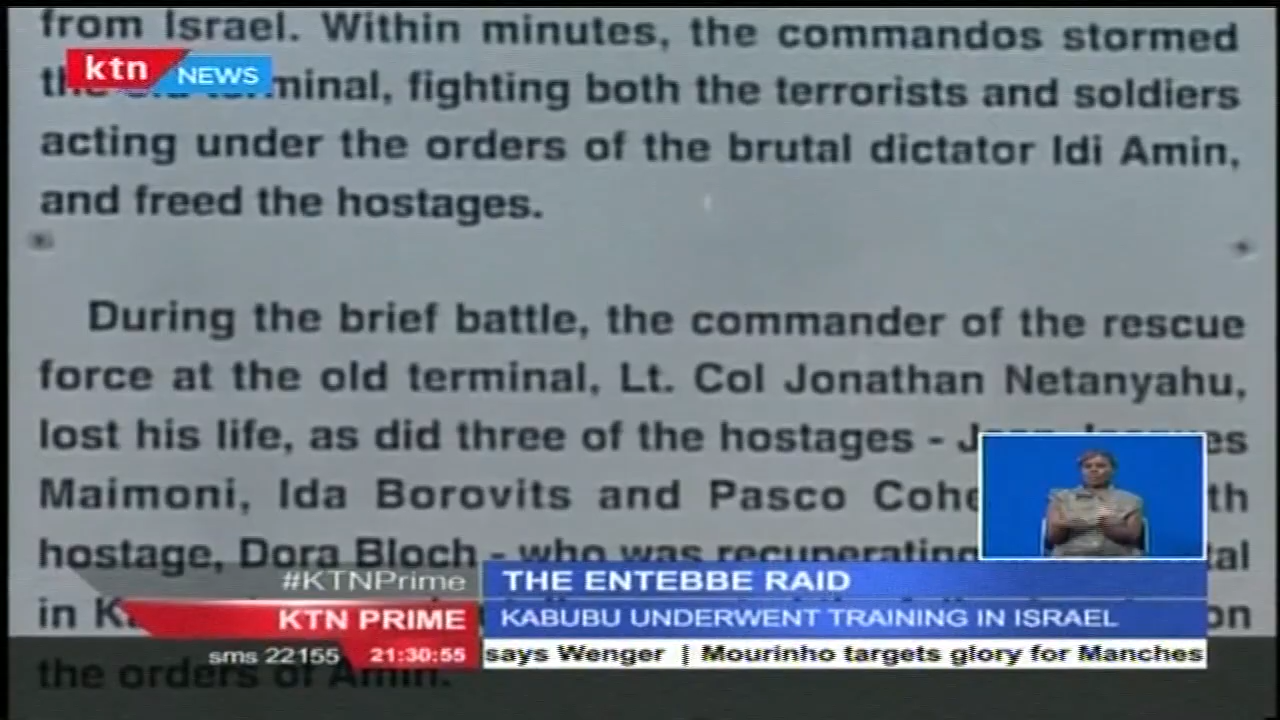 from Israel. Within minutes, the commandos stormed
ktn NEWS
minal, fighting both the terrorists and soldiers
acting under the orders of the brutal dictator Idi Amin,
and freed the hostages.
During the brief battle, the commander of the rescue
force at the old terminal, Lt. Col Jonathan Netanyahu,
lost his life, as did three of the hostages -
Maimoni, Ida Borovits and Pasco
hostage, Dora Bloch - who was recuperating
in
the orders of Amin.
#KTNPrime
THE ENTEBBE RAID
KTN PRIME
KABUBU UNDERWENT TRAINING IN ISRAEL
sms 22155 21:30:55
says Wenger | Mourinho targets glory for Manches